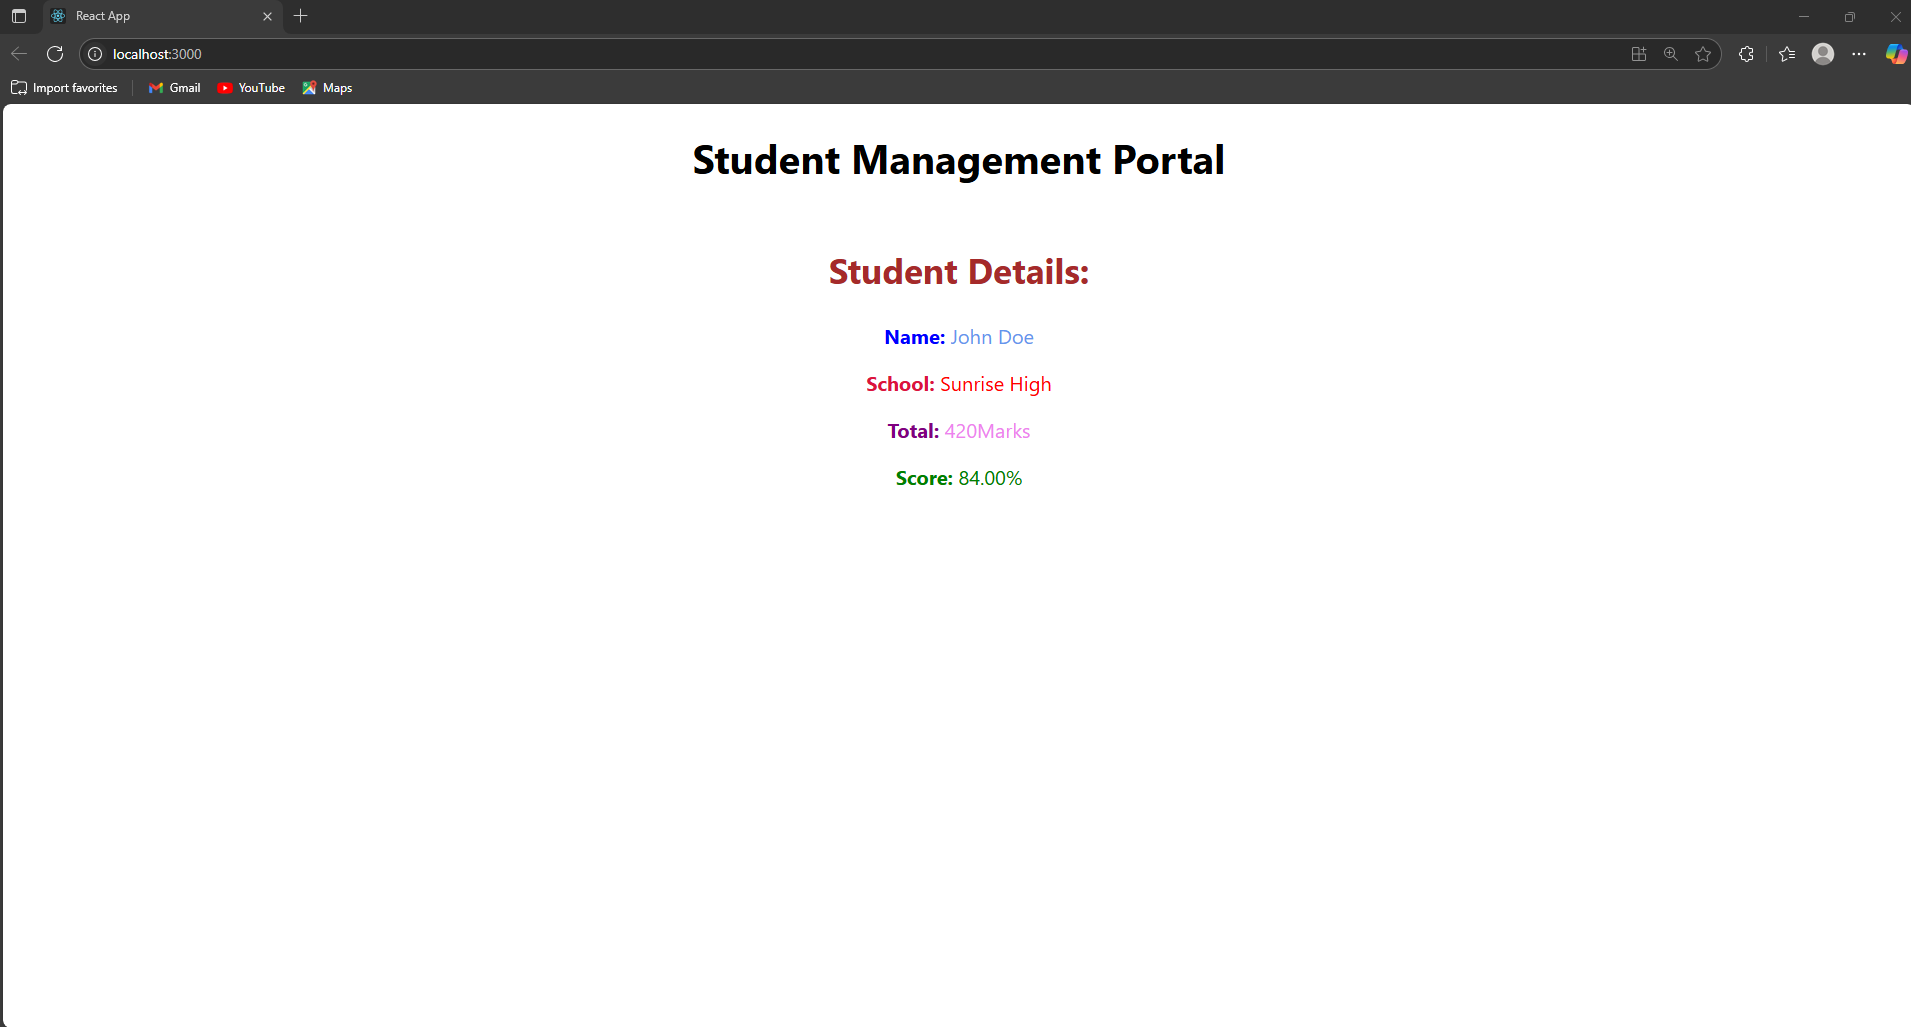 React App
localhost:3000
Import favorites Gmail YouTube Maps
Student Management Portal
Student Details:
Name: John Doe
School: Sunrise High
Total: 420Marks
Score: 84.00%